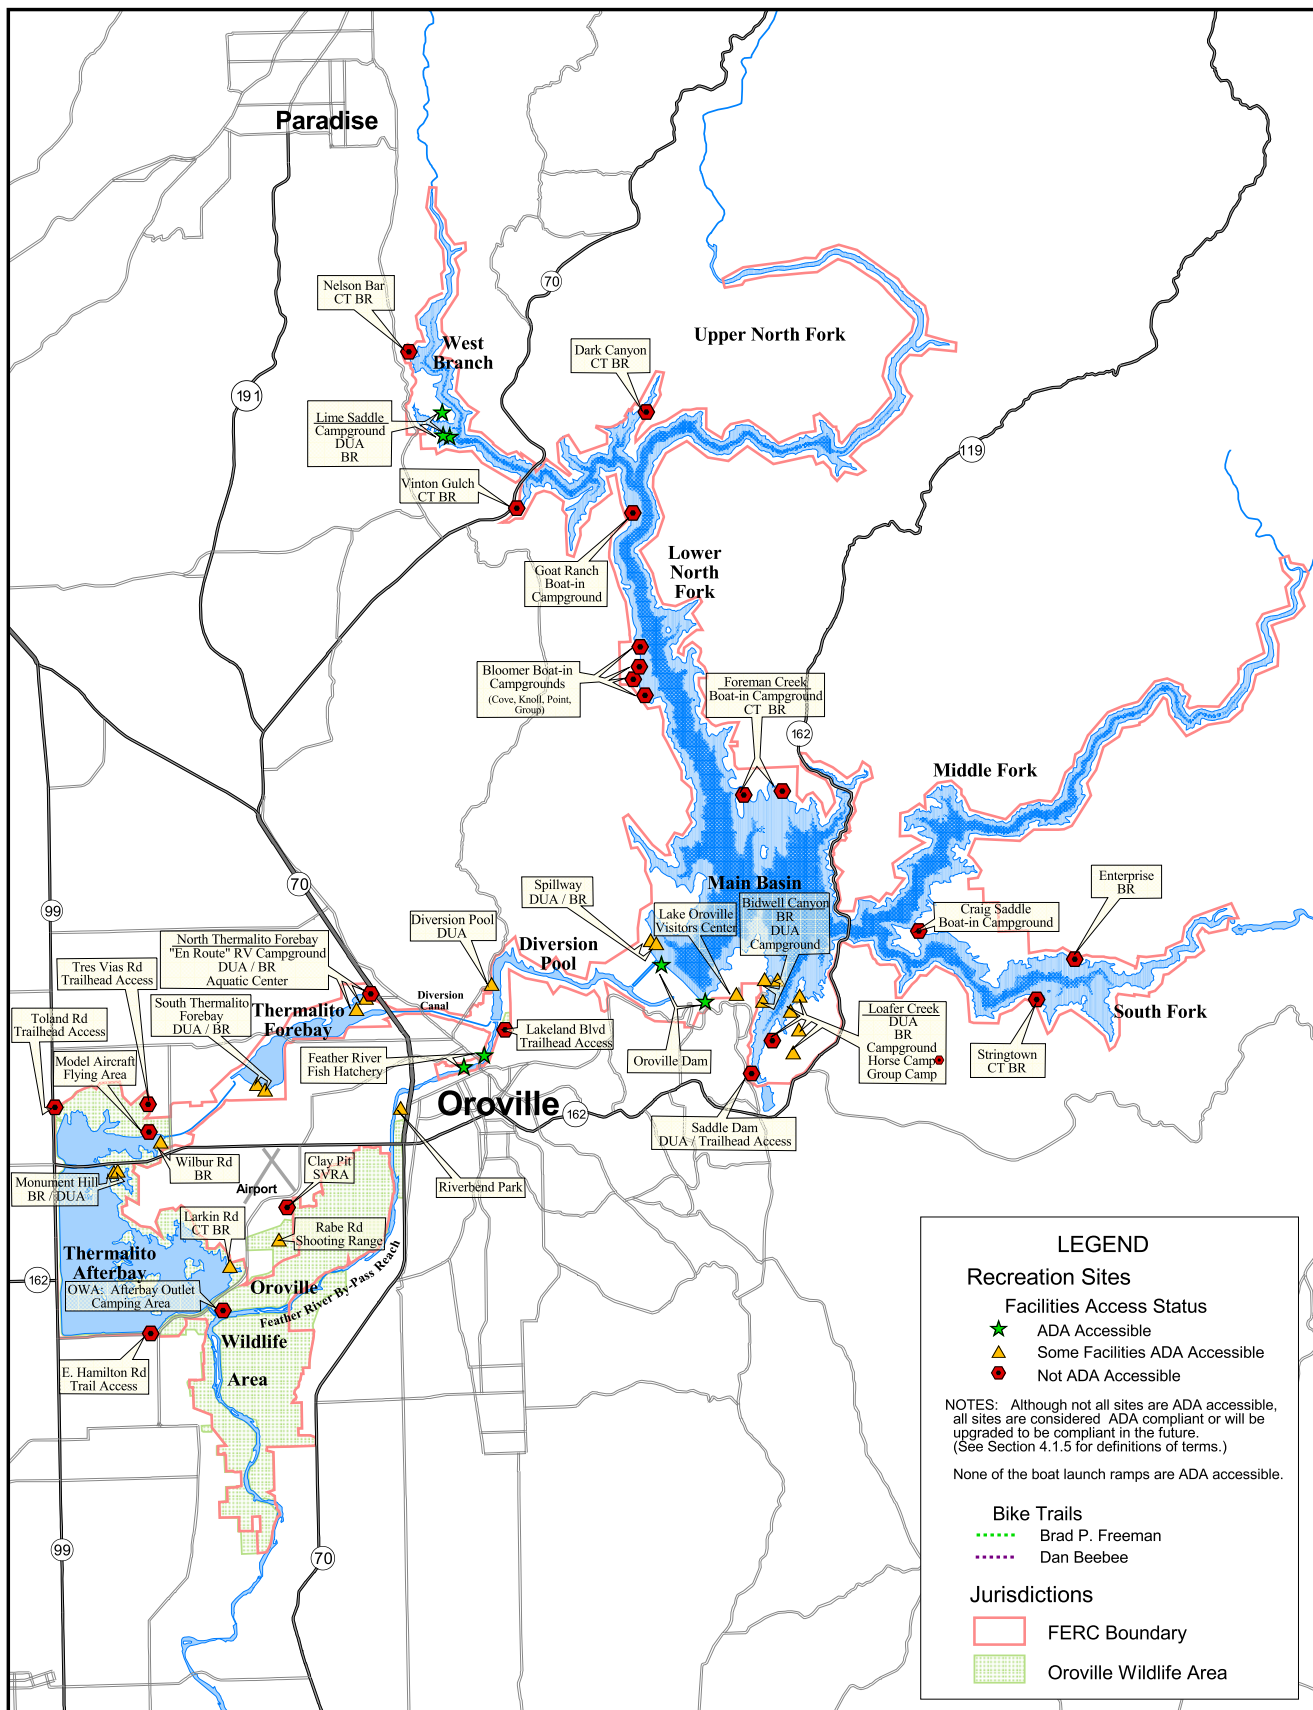 Paradise
70
Nelson Bar
CT BR
West
Branch
Upper North Fork
Dark Canyon
CT BR
191
Lime Saddle
Campground
DUA
BR
119
Vinton Gulch
CT BR
Goat Ranch
Boat-in
Campground
Lower
North
Fork
Bloomer Boat-in
Campgrounds
(Cove, Knoll, Point,
Group)
Foreman Creek
Boat-in Campground
CT BR
162
Middle Fork
70
99
Spillway
DUA / BR
Main Basin
Enterprise
BR
Bidwell Canyon
BR
DUA
Campground
Lake Oroville
Visitors Center
Craig Saddle
Boat-in Campground
Diversion Pool
DUA
Diversion
Pool
North Thermalito Forebay
"En Route" RV Campground
DUA / BR
Aquatic Center
Tres Vias Rd
Trailhead Access
South Thermalito
Forebay
DUA / BR
Thermalito
Forebay
Diversion
Canal
Toland Rd
Trailhead Access
Lakeland Blvd
Trailhead Access
Loafer Creek
DUA
BR
Campground
Horse Camp
Group Camp
South Fork
Model Aircraft
Flying Area
Feather River
Fish Hatchery
Oroville Dam
Stringtown
CT BR
Oroville
162
Saddle Dam
DUA / Trailhead Access
Wilbur Rd
BR
Clay Pit
SVRA
Monument Hill
BR / DUA
Airport
Riverbend Park
Larkin Rd
CT BR
Rabe Rd
Shooting Range
Thermalito
Afterbay
162
OWA: Afterbay Outlet
Camping Area
Oroville
Feather River By-Pass Reach
Wildlife
Area
E. Hamilton Rd
Trail Access
99
70
LEGEND
Recreation Sites
Facilities Access Status
ADA Accessible
Some Facilities ADA Accessible
Not ADA Accessible
NOTES: Although not all sites are ADA accessible,
all sites are considered ADA compliant or will be
upgraded to be compliant in the future.
(See Section 4.1.5 for definitions of terms.)
None of the boat launch ramps are ADA accessible.
Bike Trails
Brad P. Freeman
Dan Beebee
Jurisdictions
FERC Boundary
Oroville Wildlife Area